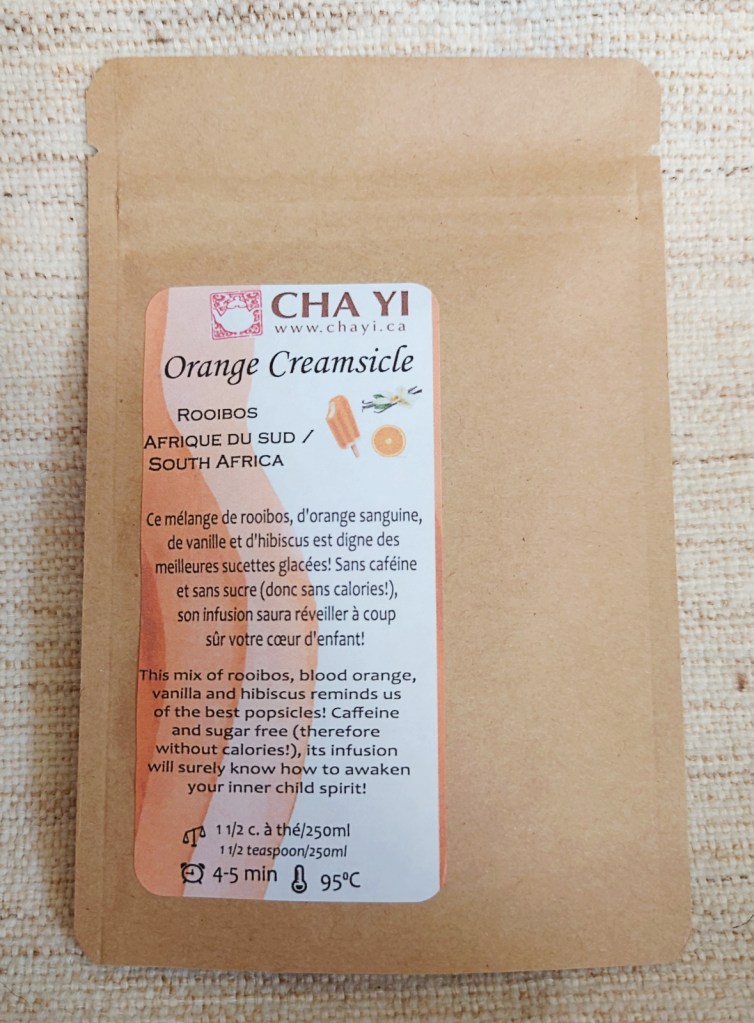 CHA YI
www.chayi.ca
Orange Creamsicle
ROOIBOS
AFRIQUE DU SUD /
SOUTH AFRICA
Ce mélange de rooibos, d'orange sanguine,
de vanille et d'hibiscus est digne des
meilleures sucettes glacées! Sans caféine
et sans sucre (donc sans calories!),
son infusion saura réveiller à coup
sûr votre cœur d'enfant!
This mix of rooibos, blood orange,
vanilla and hibiscus reminds us
of the best popsicles! Caffeine
and sugar free (therefore
without calories!), its infusion
will surely know how to awaken
your inner child spirit!
1 1/2 c. à thé/250ml
1 1/2 teaspoon/250ml
4-5 min 95ºC